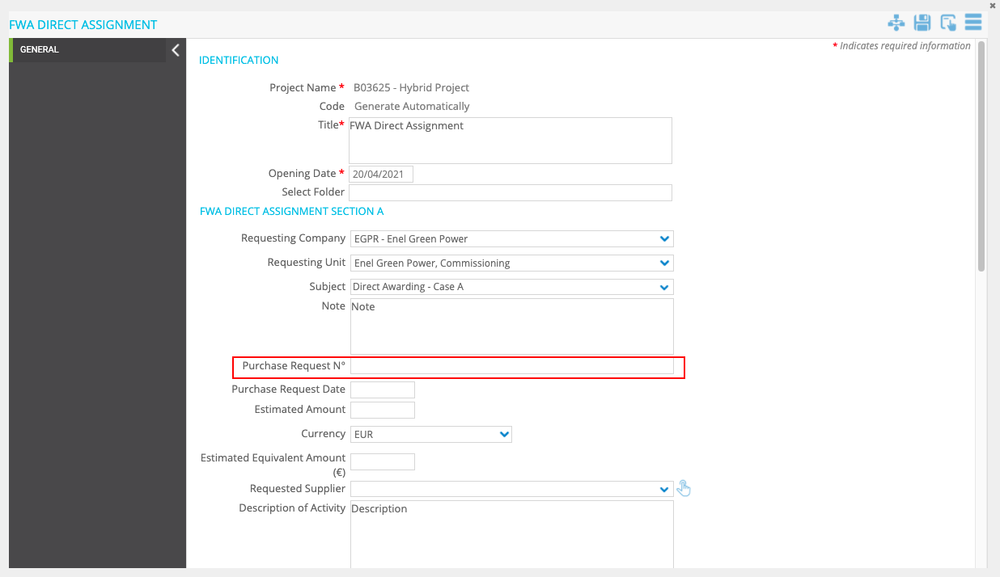 FWA DIRECT ASSIGNMENT
GENERAL
* Indicates required information
IDENTIFICATION
Project Name * B03625 - Hybrid Project
Code Generate Automatically
Title* FWA Direct Assignment
Opening Date * 20/04/2021
Select Folder
FWA DIRECT ASSIGNMENT SECTION A
Requesting Company EGPR - Enel Green Power
Requesting Unit Enel Green Power, Commissioning
Subject Direct Awarding - Case A
Note Note
Purchase Request N°
Purchase Request Date
Estimated Amount
Currency EUR
Estimated Equivalent Amount
(€)
Requested Supplier
Description of Activity Description